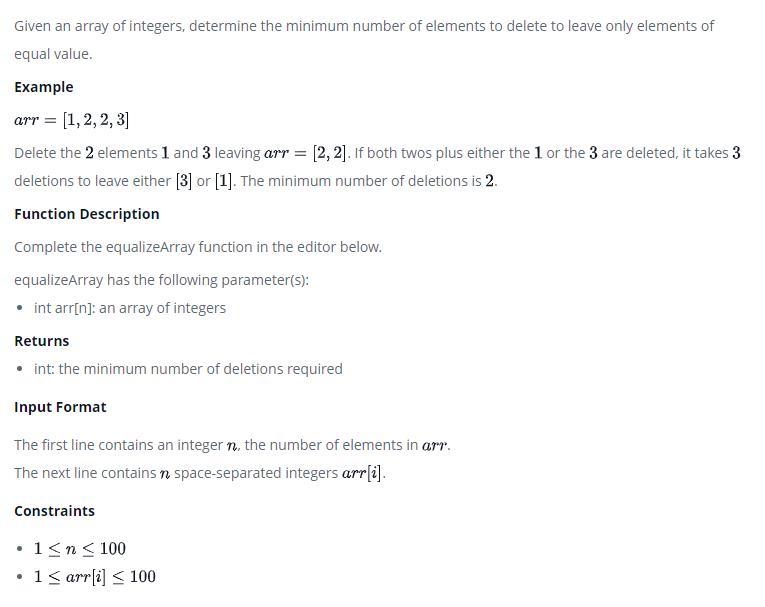 Given an array of integers, determine the minimum number of elements to delete to leave only elements of
equal value.
Example
arr = [1, 2, 2, 3]
Delete the 2 elements 1 and 3 leaving arr = [2, 2]. If both twos plus either the 1 or the 3 are deleted, it takes 3
deletions to leave either [3] or [1]. The minimum number of deletions is 2.
Function Description
Complete the equalizeArray function in the editor below.
equalizeArray has the following parameter(s):
• int arr[n]: an array of integers
Returns
• int: the minimum number of deletions required
Input Format
The first line contains an integer n, the number of elements in arr.
The next line contains n space-separated integers arr[i].
Constraints
• 1 ≤ n ≤ 100
• 1 ≤ arr[i] ≤ 100